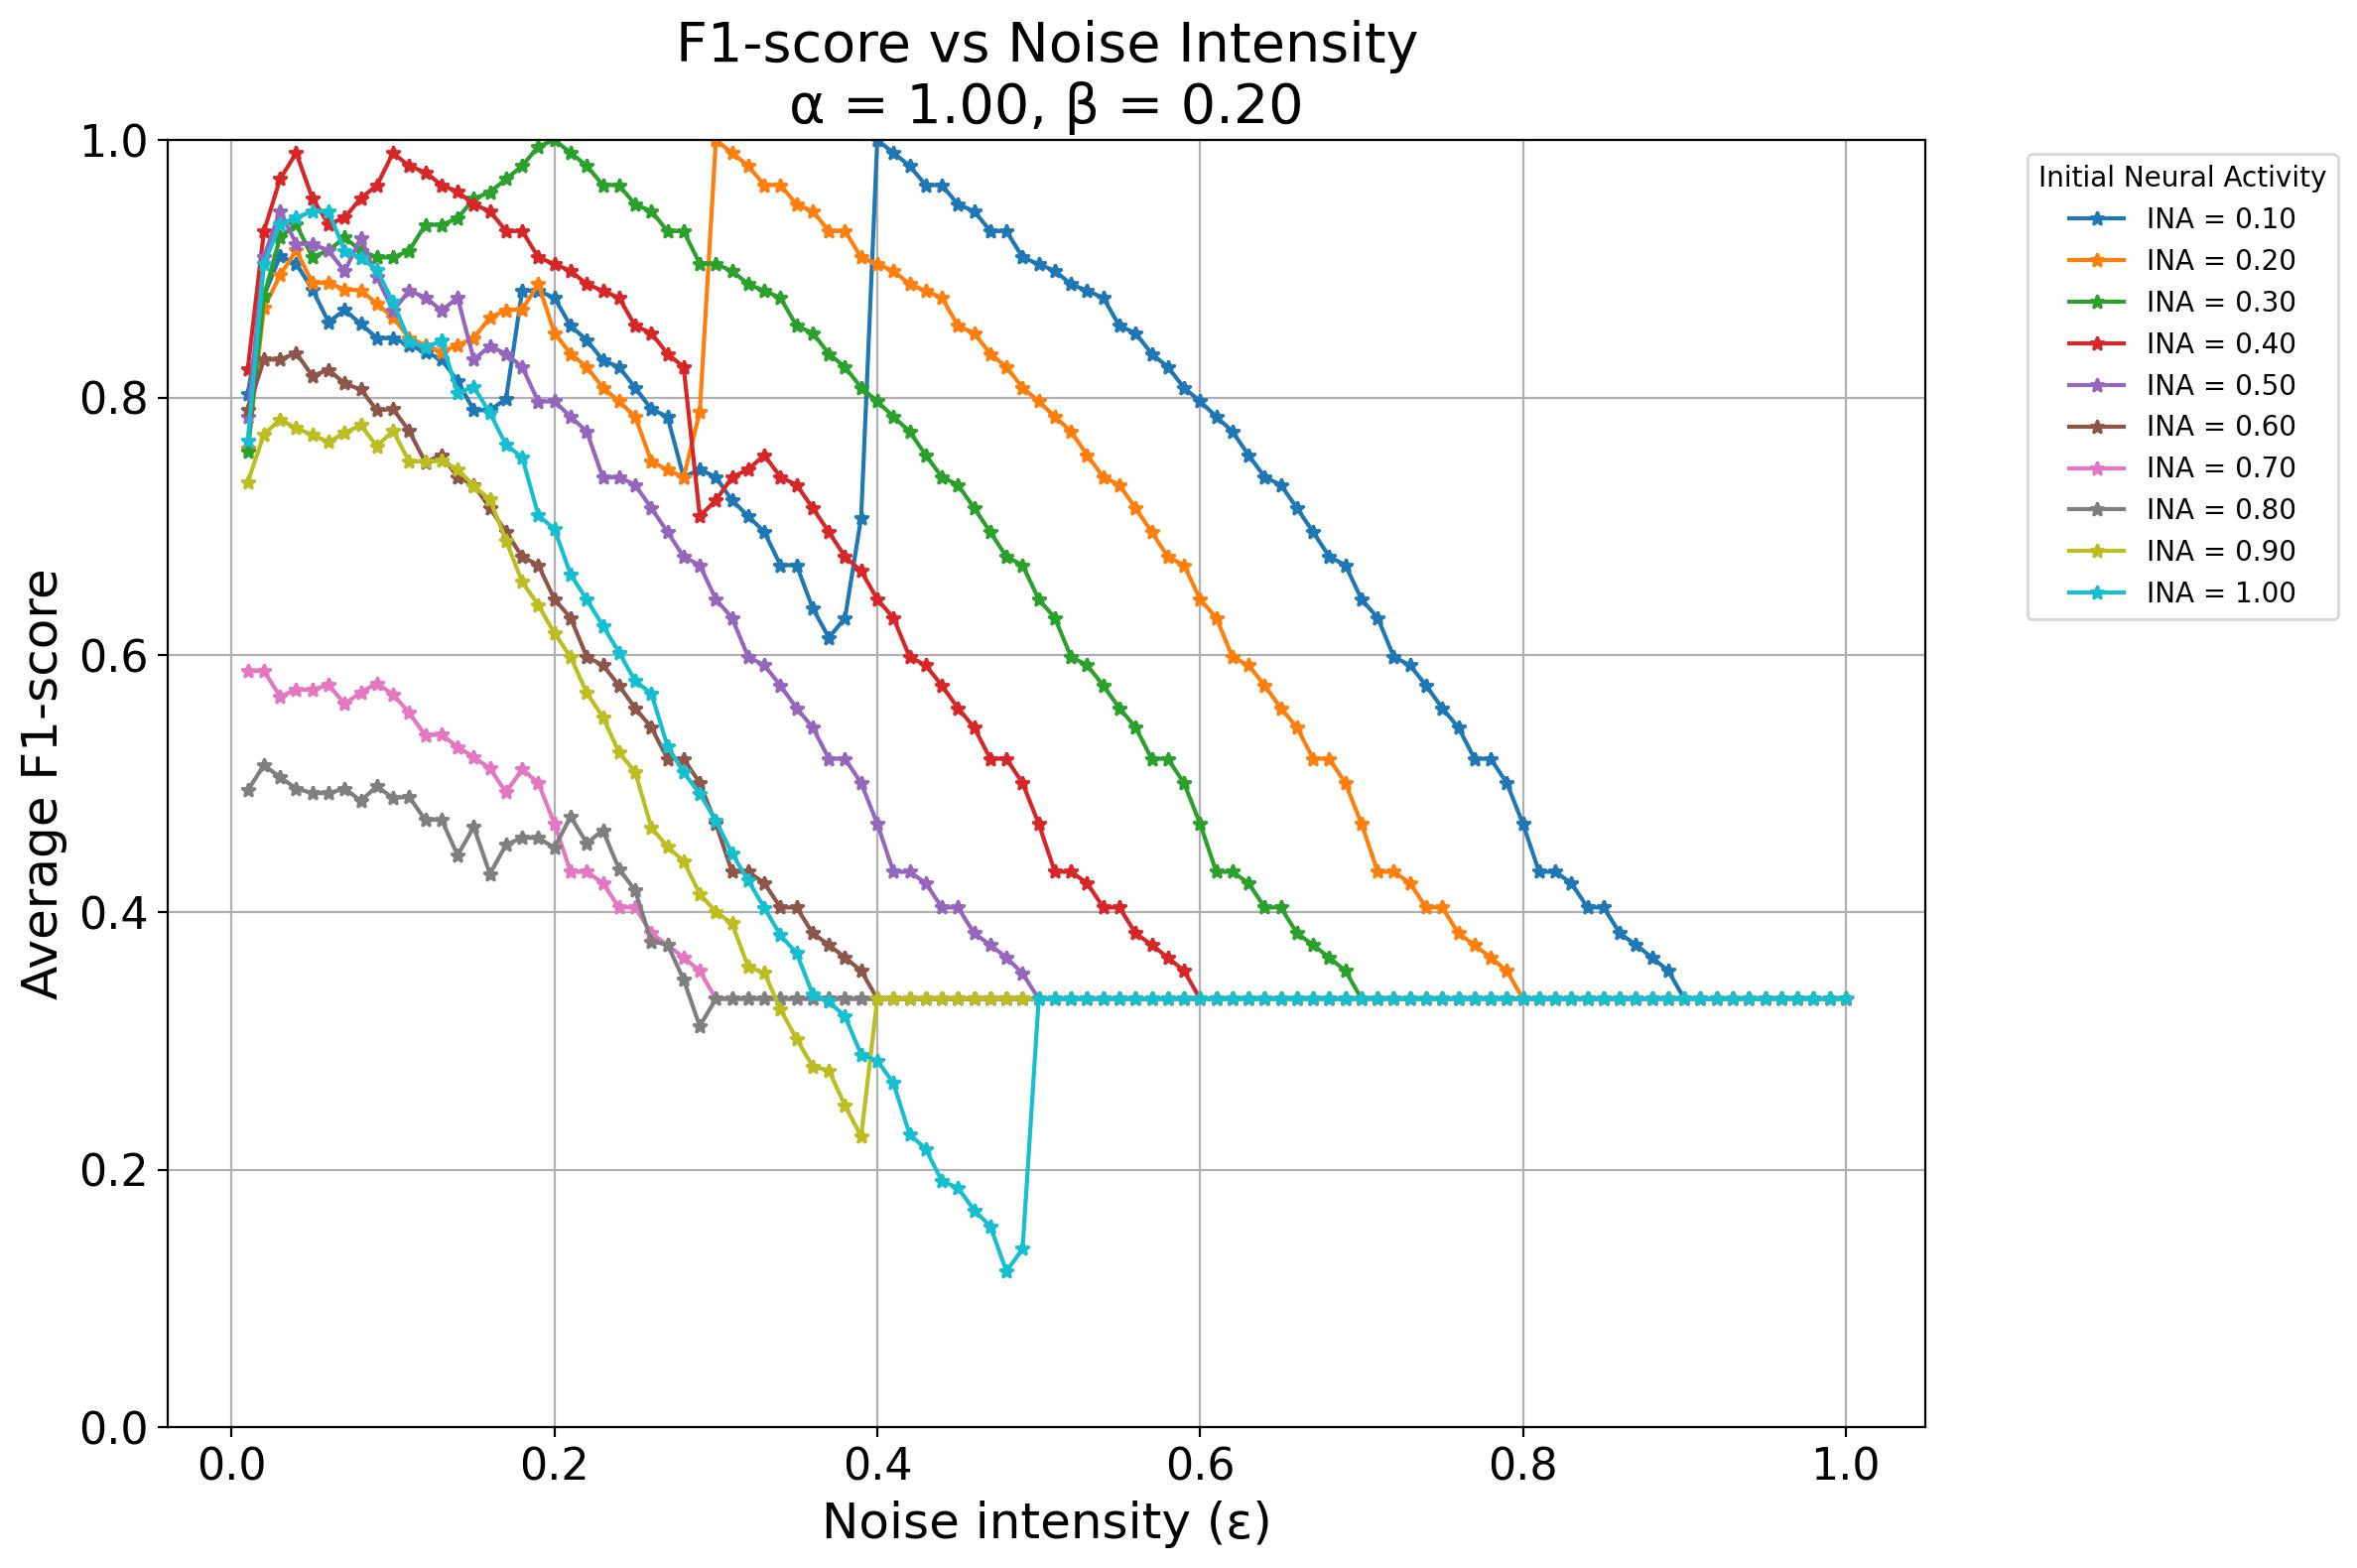 F1-score vs Noise Intensity
α = 1.00, β = 0.20
Average F1-score
1.0
0.8
0.6
0.4
0.2
0.0
0.0 0.2 0.4 0.6 0.8 1.0
Noise intensity (ε)
Initial Neural Activity
INA = 0.10
INA = 0.20
INA = 0.30
INA = 0.40
INA = 0.50
INA = 0.60
INA = 0.70
INA = 0.80
INA = 0.90
INA = 1.00